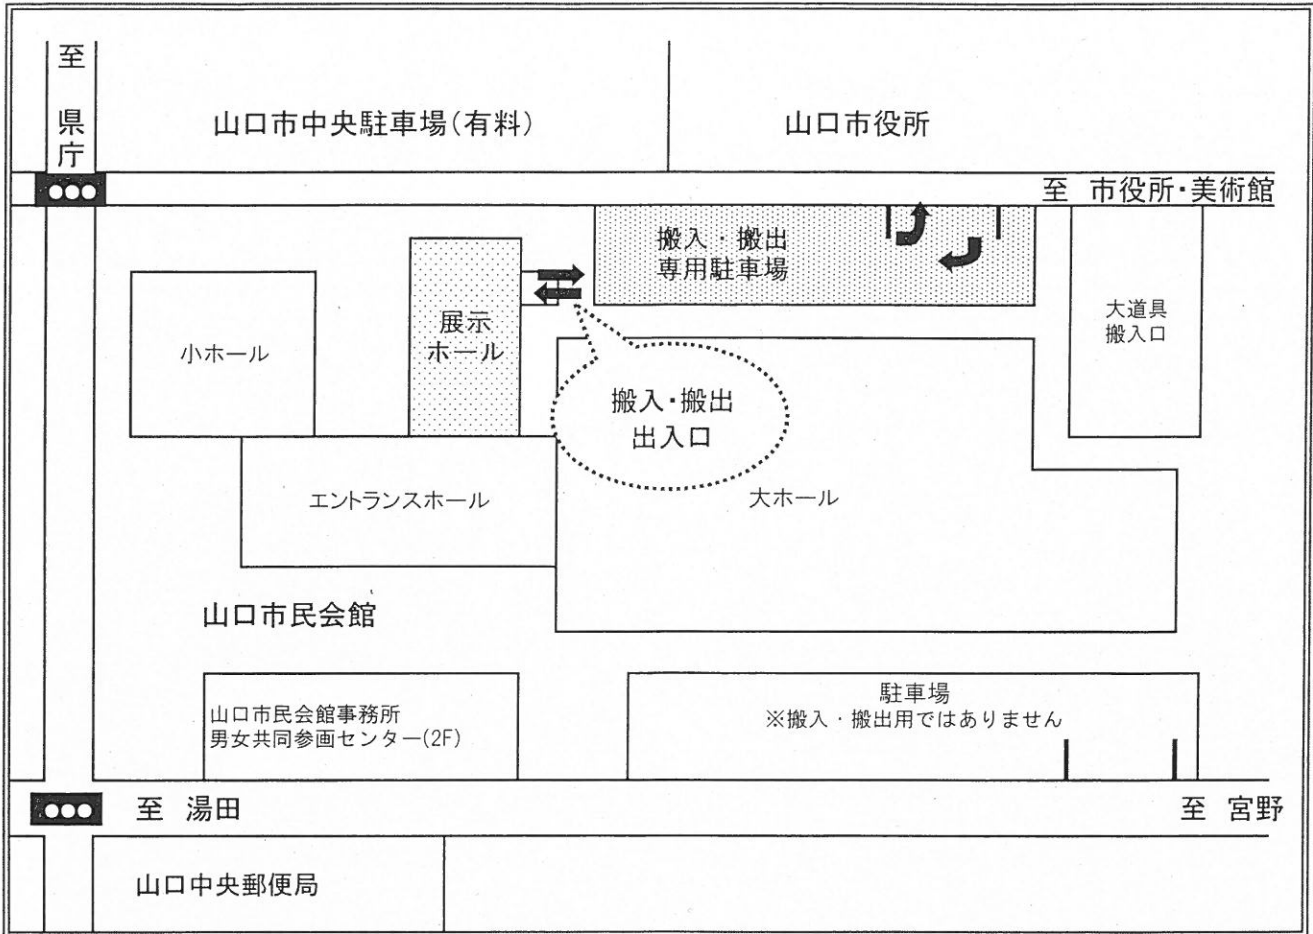 至
県
庁
山口市中央駐車場(有料)
山口市役所
至 市役所・美術館
搬入・搬出
専用駐車場
展示
ホール
小ホール
大道具
搬入口
搬入・搬出
出入口
エントランスホール
大ホール
山口市民会館
山口市民会館事務所
男女共同参画センター(2F)
駐車場
※搬入・搬出用ではありません
至 湯田
至 宮野
山口中央郵便局